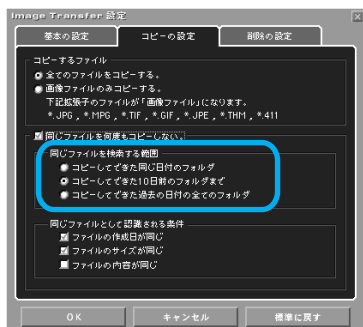 Image Transfer 設定
基本の設定 コピーの設定 削除の設定
コピーするファイル
全てのファイルをコピーする。
画像ファイルのみコピーする。
下記拡張子のファイルが「画像ファイル」になります。
*.JPG , *.MPG , *.TIF , *.GIF , *.JPE , *.THM , *.411
同じファイルを何度もコピーしない。
同じファイルを検索する範囲
コピーしてできた同じ日付のフォルダ
コピーしてできた10日前のフォルダまで
コピーしてできた過去の日付の全てのフォルダ
同じファイルとして認識される条件
ファイルの作成日が同じ
ファイルのサイズが同じ
ファイルの内容が同じ
OK キャンセル 標準に戻す